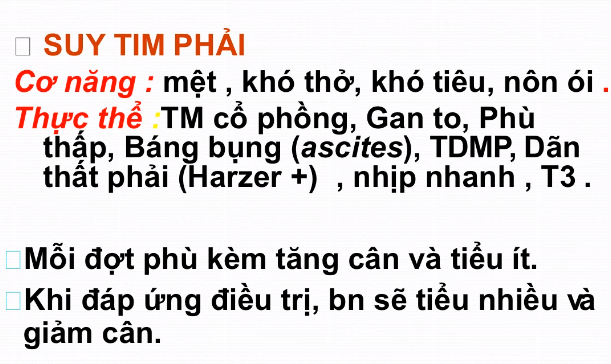 SUY TIM PHẢI
Cơ năng : mệt , khó thở, khó tiêu, nôn ói .
Thực thể :TM cổ phồng, Gan to, Phù
thấp, Báng bụng (ascites), TDMP, Dãn
thất phải (Harzer +) , nhịp nhanh , T3 .
Mỗi đợt phù kèm tăng cân và tiểu ít.
Khi đáp ứng điều trị, bn sẽ tiểu nhiều và
giảm cân.